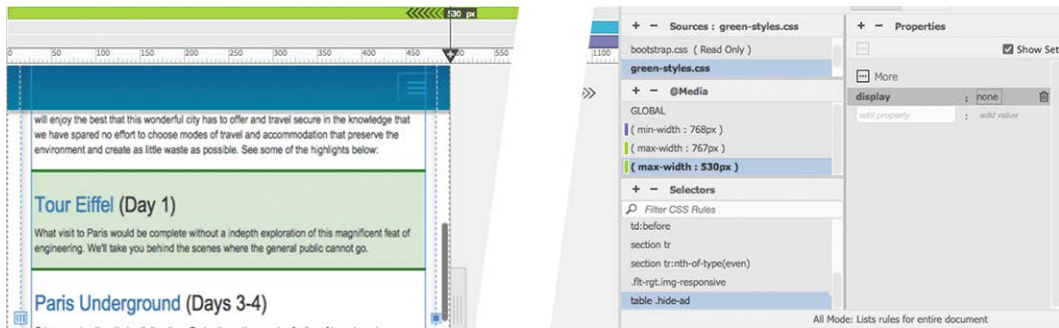 530 px
0 50 100 150 200 250 300 350 400 450 550
will enjoy the best that this wonderful city has to offer and travel secure in the knowledge that
we have spared no effort to choose modes of travel and accommodation that preserve the
environment and create as little waste as possible. See some of the highlights below:
Tour Eiffel (Day 1)
What visit to Paris would be complete without a indepth exploration of this magnificent feat of
engineering. We'll take you behind the scenes where the general public cannot go.
Paris Underground (Days 3-4)
1100
+ − Sources : green-styles.css
bootstrap.css ( Read Only )
green-styles.css
+ − @Media
GLOBAL
( min-width : 768px )
( max-width : 767px )
( max-width : 530px )
+ − Selectors
Filter CSS Rules
td:before
section tr
section tr:nth-of-type(even)
.flt-rgt.img-responsive
table .hide-ad
+ − Properties
Show Set
More
display : none
add property : add value
All Mode: Lists rules for entire document